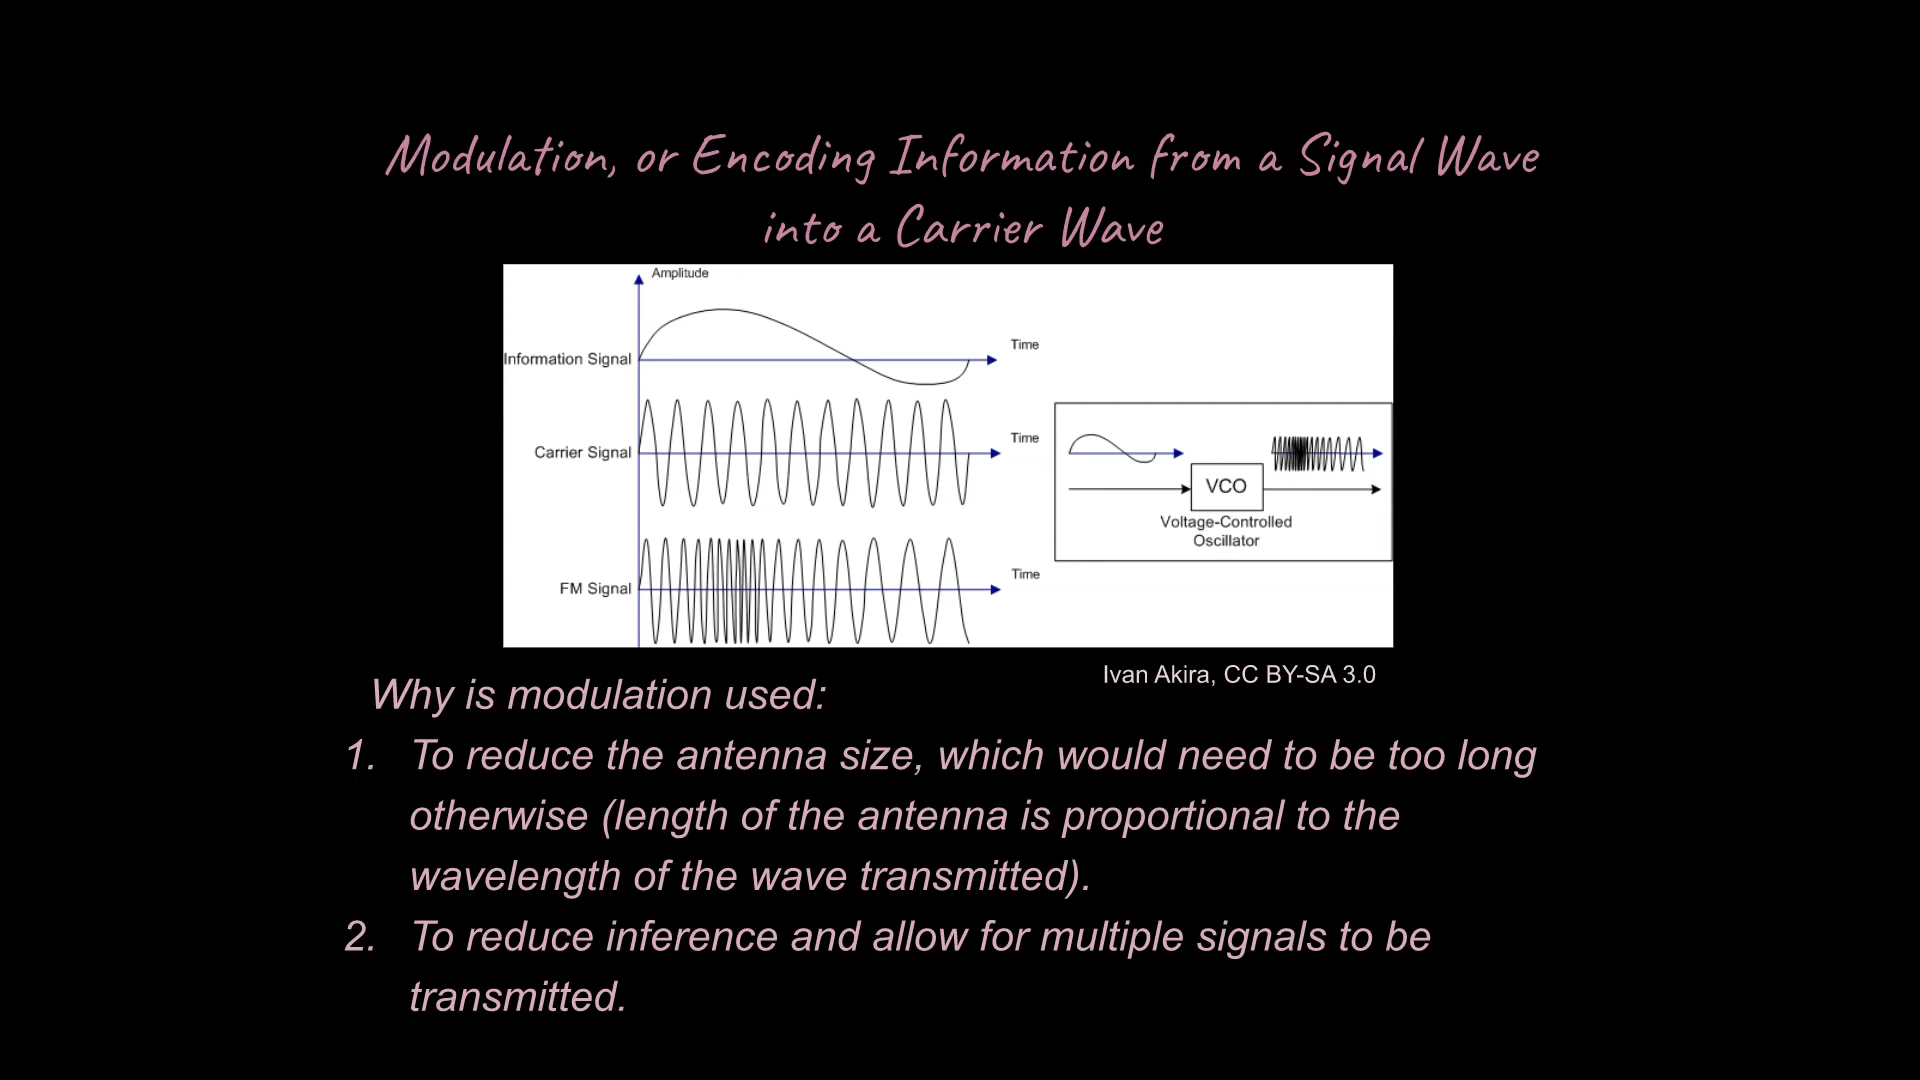 Modulation, or Encoding Information from a Signal Wave
into a Carrier Wave
Amplitude
Information Signal
Time
Carrier Signal
Time
FM Signal
Time
VCO
Voltage-Controlled
Oscillator
Ivan Akira, CC BY-SA 3.0
Why is modulation used:
1. To reduce the antenna size, which would need to be too long
otherwise (length of the antenna is proportional to the
wavelength of the wave transmitted).
2. To reduce inference and allow for multiple signals to be
transmitted.